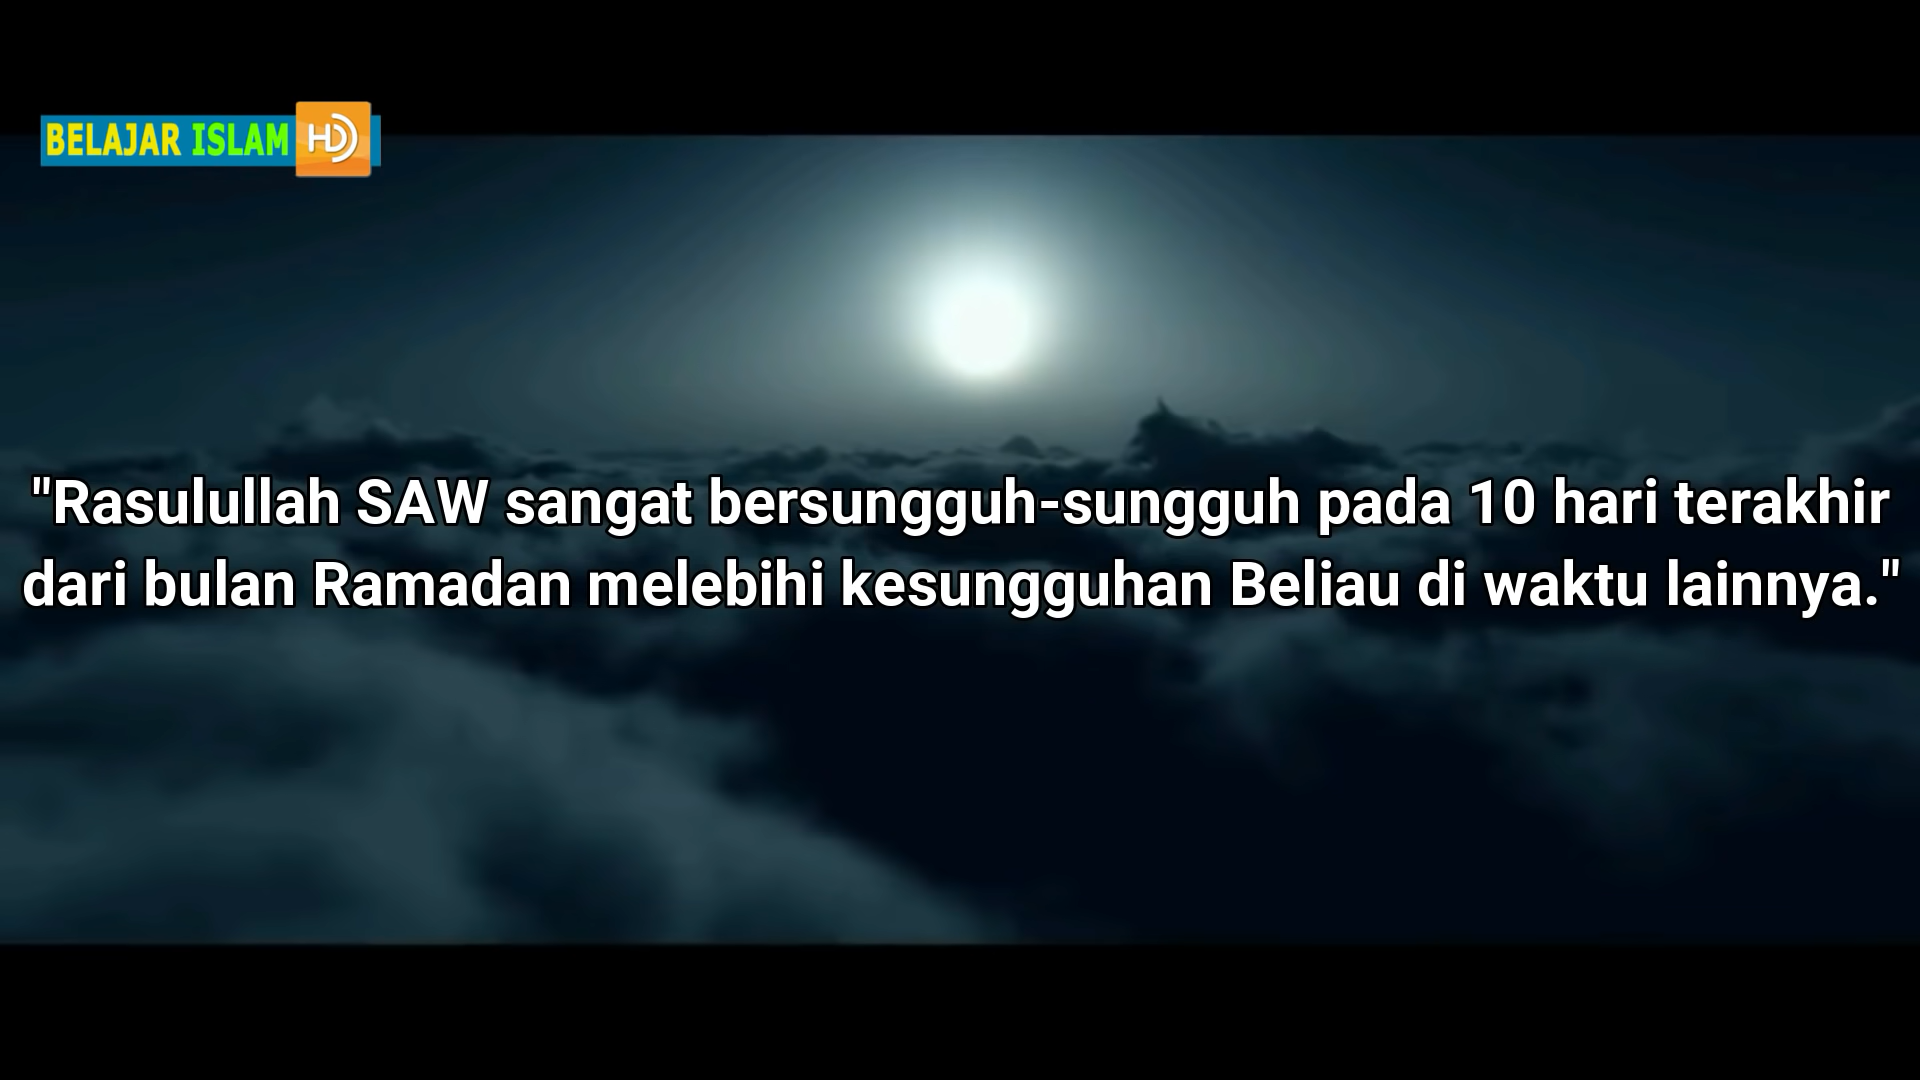 BELAJAR ISLAM HD
"Rasulullah SAW sangat bersungguh-sungguh pada 10 hari terakhir
dari bulan Ramadan melebihi kesungguhan Beliau di waktu lainnya."